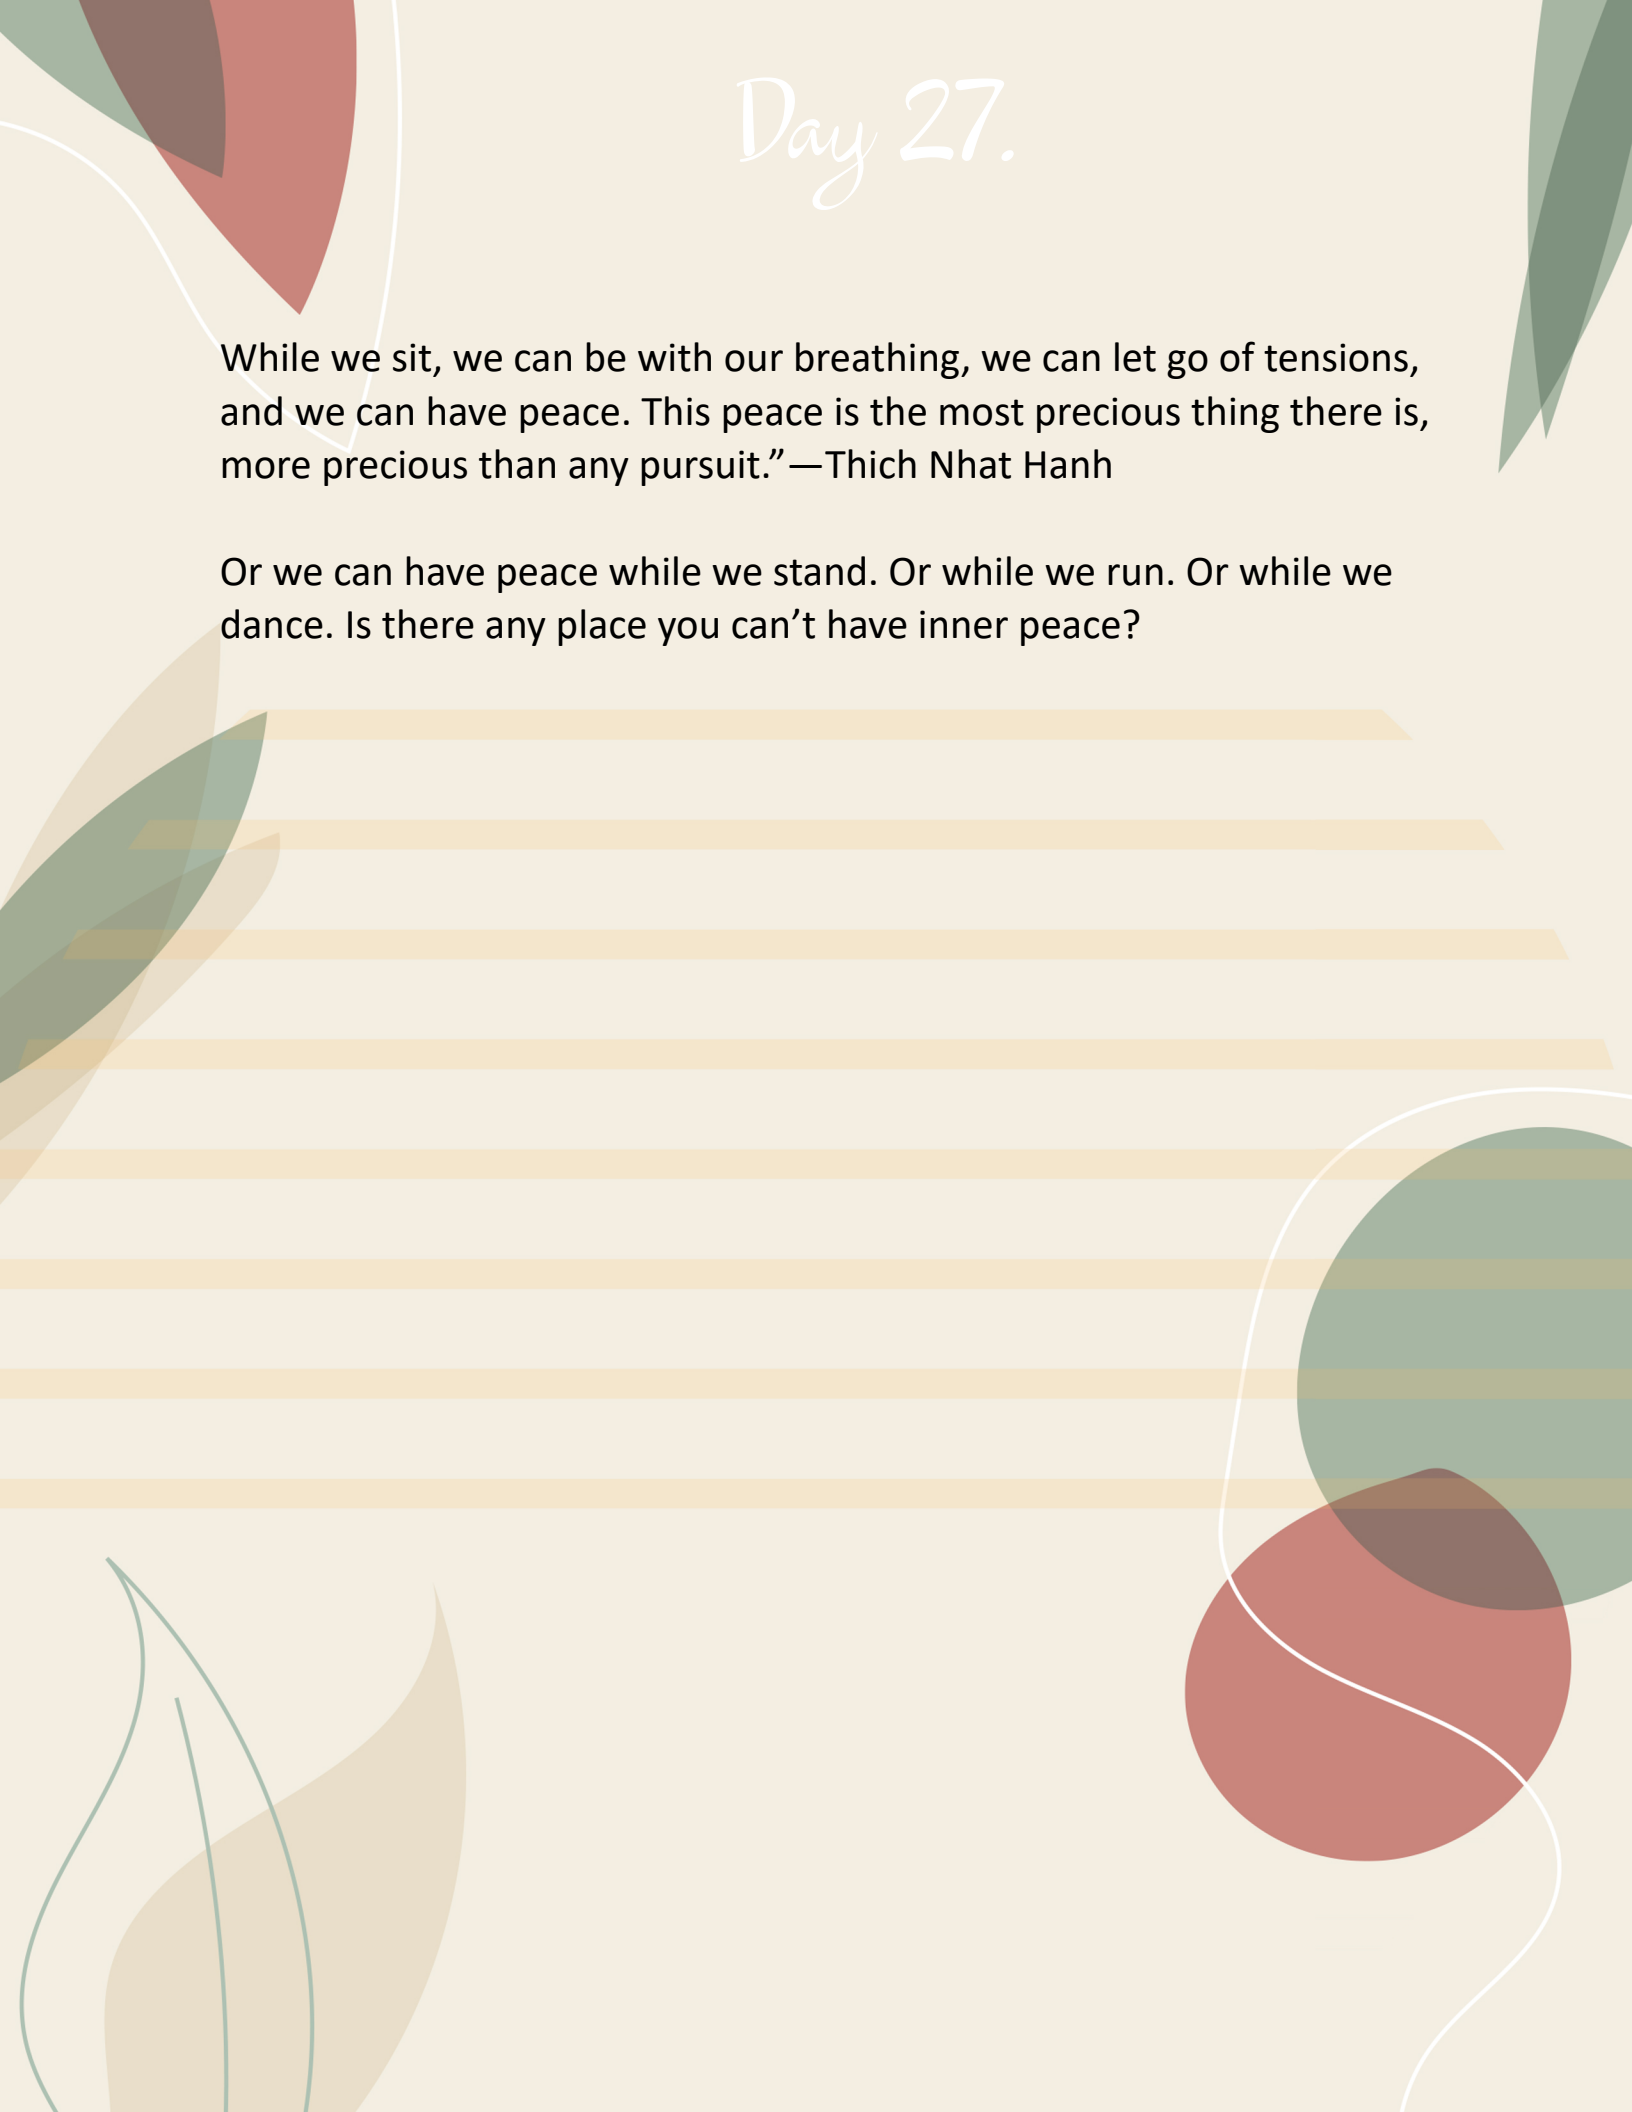 Day 27.
While we sit, we can be with our breathing, we can let go of tensions,
and we can have peace. This peace is the most precious thing there is,
more precious than any pursuit.”—Thich Nhat Hanh
Or we can have peace while we stand. Or while we run. Or while we
dance. Is there any place you can’t have inner peace?